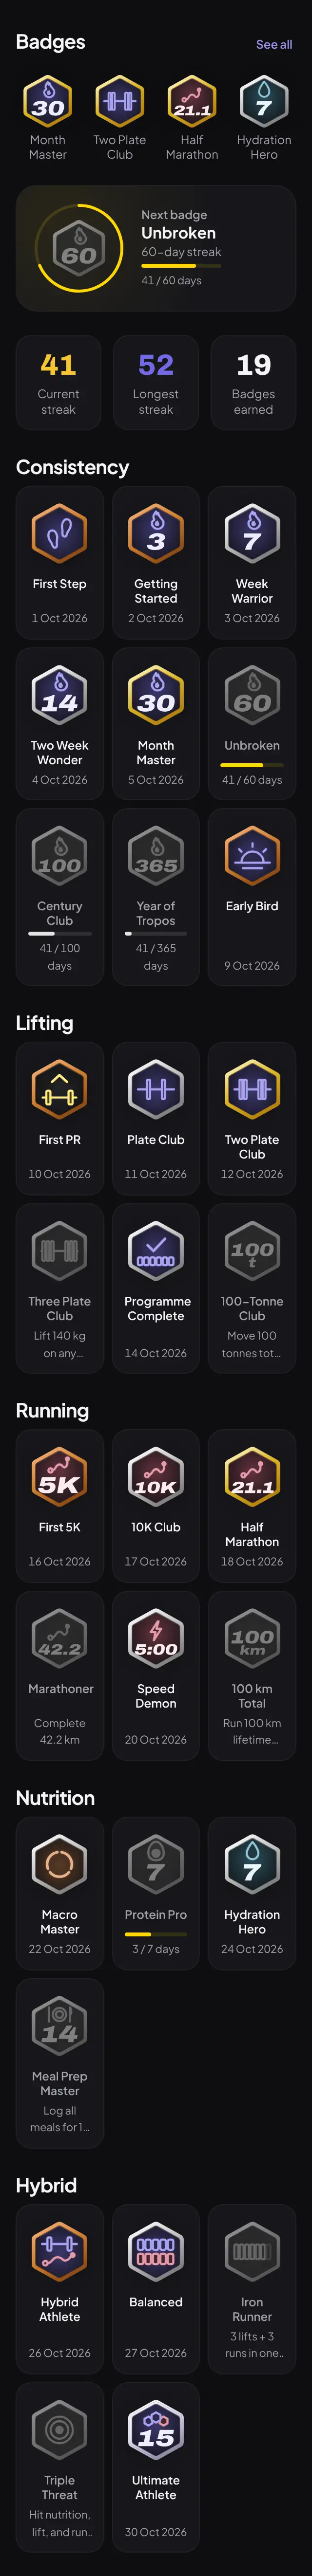 Badges
See all
30
21.1
7
Month
Master
Two Plate
Club
Half
Marathon
Hydration
Hero
60
Next badge
Unbroken
60-day streak
41 / 60 days
41
Current
streak
52
Longest
streak
19
Badges
earned
Consistency
First Step
1 Oct 2026
3
Getting
Started
2 Oct 2026
7
Week
Warrior
3 Oct 2026
14
Two Week
Wonder
4 Oct 2026
30
Month
Master
5 Oct 2026
60
Unbroken
41 / 60 days
100
Century
Club
41 / 100
days
365
Year of
Tropos
41 / 365
days
Early Bird
9 Oct 2026
Lifting
First PR
10 Oct 2026
Plate Club
11 Oct 2026
Two Plate
Club
12 Oct 2026
Three Plate
Club
Lift 140 kg
on any...
Programme
Complete
14 Oct 2026
100
t
100-Tonne
Club
Move 100
tonnes tot...
Running
5K
First 5K
16 Oct 2026
10K
10K Club
17 Oct 2026
21.1
Half
Marathon
18 Oct 2026
42.2
Marathoner
Complete
42.2 km
5:00
Speed
Demon
20 Oct 2026
100
km
100 km
Total
Run 100 km
lifetime...
Nutrition
Macro
Master
22 Oct 2026
7
Protein Pro
3 / 7 days
7
Hydration
Hero
24 Oct 2026
14
Meal Prep
Master
Log all
meals for 1...
Hybrid
Hybrid
Athlete
26 Oct 2026
Balanced
27 Oct 2026
Iron
Runner
3 lifts + 3
runs in one..
Triple
Threat
Hit nutrition,
lift, and run..
15
Ultimate
Athlete
30 Oct 2026